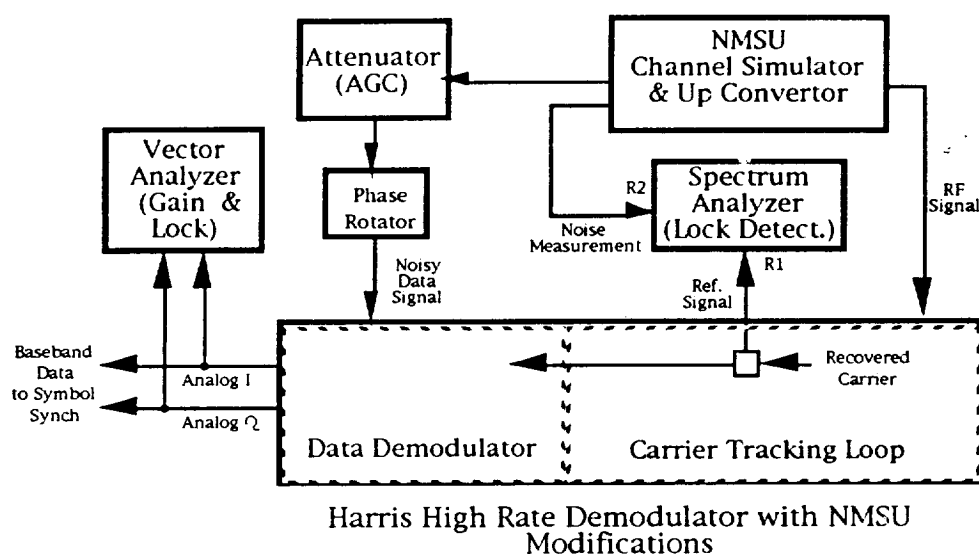 NMSU
Channel Simulator
& Up Convertor
Attenuator
(AGC)
Vector
Analyzer
(Gain &
Lock)
Phase
Rotator
R2
Spectrum
Analyzer
(Lock Detect.)
RF
Signal
Noise
Measurement
R1
Noisy
Data
Signal
Ref.
Signal
Baseband
Data
to Symbol
Synch
Analog I
Analog Q
Recovered
Carrier
Data Demodulator
Carrier Tracking Loop
Harris High Rate Demodulator with NMSU
Modifications